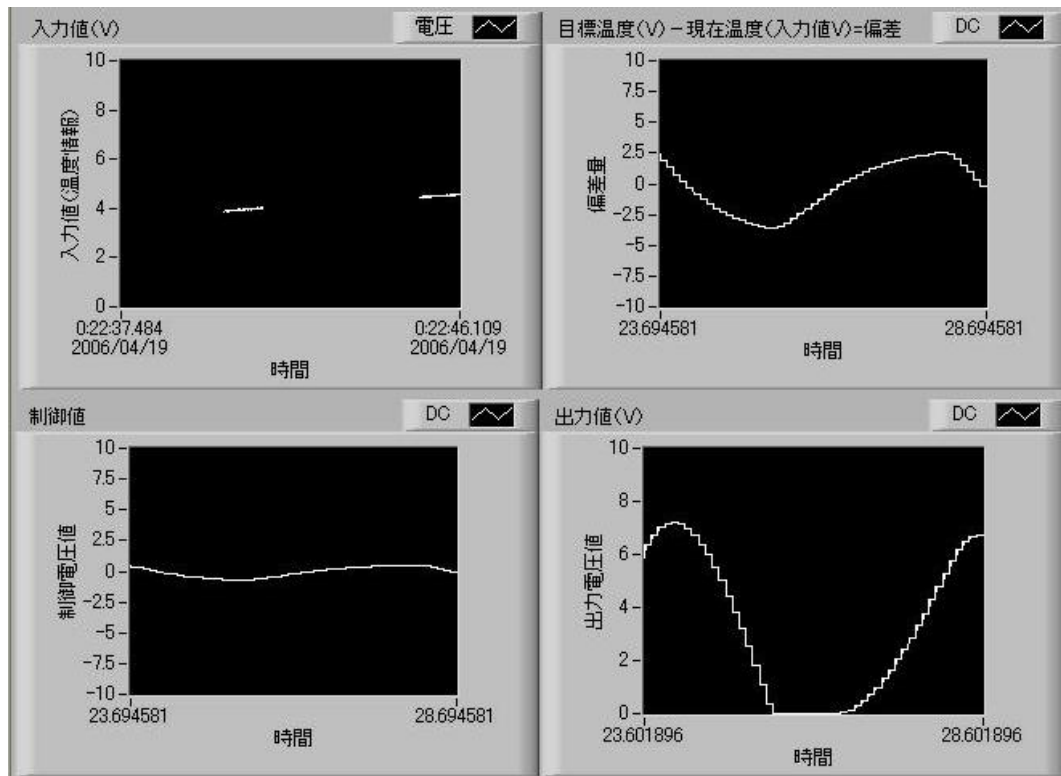 入力値(V)
電圧
10
8
6
4
2
0
入力値(温度情報)
0:22:37.484
2006/04/19
0:22:46.109
2006/04/19
時間
目標温度(V)－現在温度(入力値V)=偏差
DC
10
7.5
5
2.5
0
-2.5
-5
-7.5
-10
偏差量
23.694581
28.694581
時間
制御値
DC
10
7.5
5
2.5
0
-2.5
-5
-7.5
-10
制御電圧値
23.694581
28.694581
時間
出力値(V)
DC
10
8
6
4
2
0
出力電圧値
23.601896
28.601896
時間